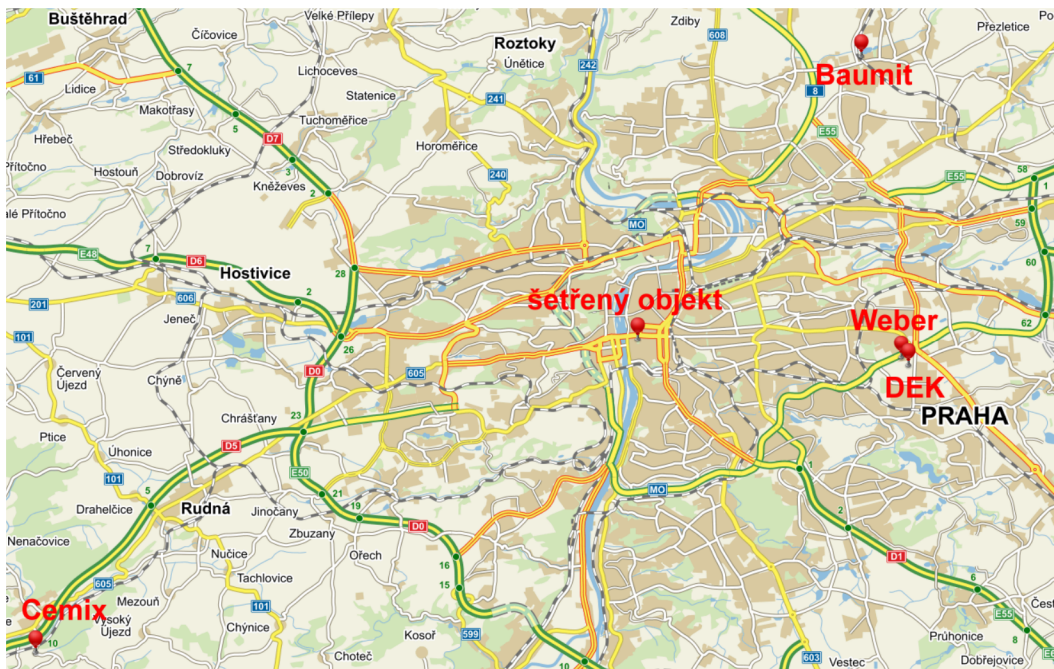 Buštěhrad
Číčovice
Velké Přílepy
Roztoky
Únětice
242
Zdiby
608
Přezletice
Baumit
61
Lidice
7
Makotřasy
Lichoceves
Statenice
241
8
5
Tuchoměřice
Hřebeč
Středokluky
D7
Horoměřice
E55
Hostouň
Dobrovíz
3
Kněževes
2
240
E55
58
1
59
MO
E48
7
D6
28
60
Hostivice
201
606
2
šetřený objekt
62
Jeneč
101
26
Weber
Červený
Újezd
Chýně
D0
605
DEK
PRAHA
Chrášťany
23
Ptice
Úhonice
D5
101
E50
1
5
21
MO
Drahelčice
Rudná
Jinočany
19
Zbuzany
D0
2
Nenačovice
Nučice
Ořech
16
D1
605
Tachlovice
15
6
Cemix
Mezouň
101
E55
Vysoký
Újezd
10
Chýnice
Kosoř
599
Průhonice
8
Choteč
10
603
Vestec
Dobřejovice